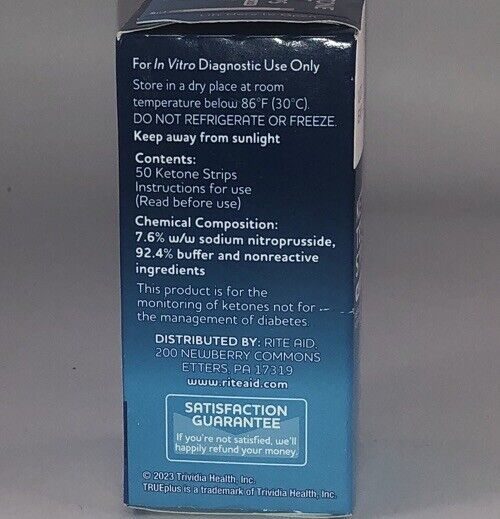 For In Vitro Diagnostic Use Only
Store in a dry place at room
temperature below 86°F (30°C).
DO NOT REFRIGERATE OR FREEZE.
Keep away from sunlight
Contents:
50 Ketone Strips
Instructions for use
(Read before use)
Chemical Composition:
7.6% w/w sodium nitroprusside,
92.4% buffer and nonreactive
ingredients
This product is for the
monitoring of ketones not for
the management of diabetes.
DISTRIBUTED BY: RITE AID,
200 NEWBERRY COMMONS
ETTERS, PA 17319
www.riteaid.com
SATISFACTION
GUARANTEE
If you're not satisfied, we'll
happily refund your money.
© 2023 Trividia Health, Inc.
TRUEplus is a trademark of Trividia Health, Inc.